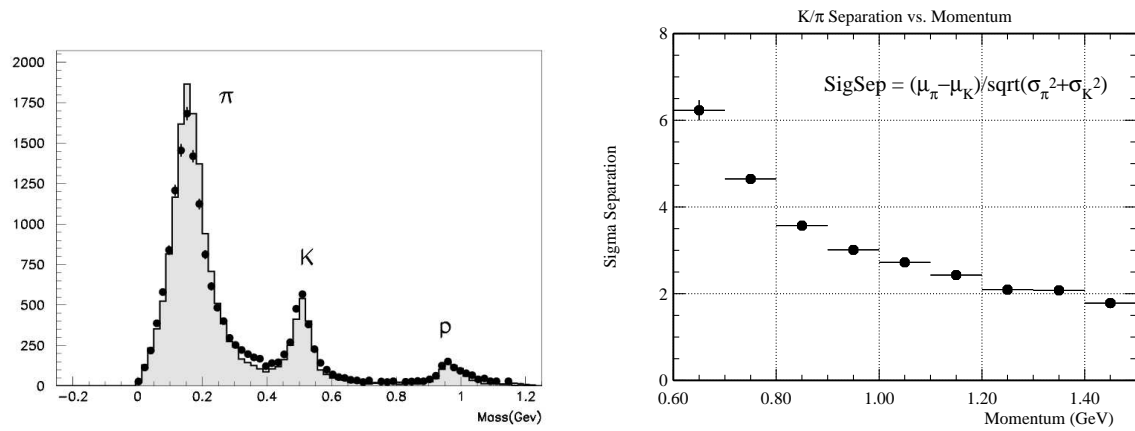 2000
1750
1500
1250
1000
750
500
250
0
π
K
p
-0.2 0 0.2 0.4 0.6 0.8 1 1.2
Mass(Gev)
K/π Separation vs. Momentum
SigSep = (μπ−μK)/sqrt(σπ²+σK²)
Sigma Separation
8
6
4
2
0
0.60 0.80 1.00 1.20 1.40
Momentum (GeV)